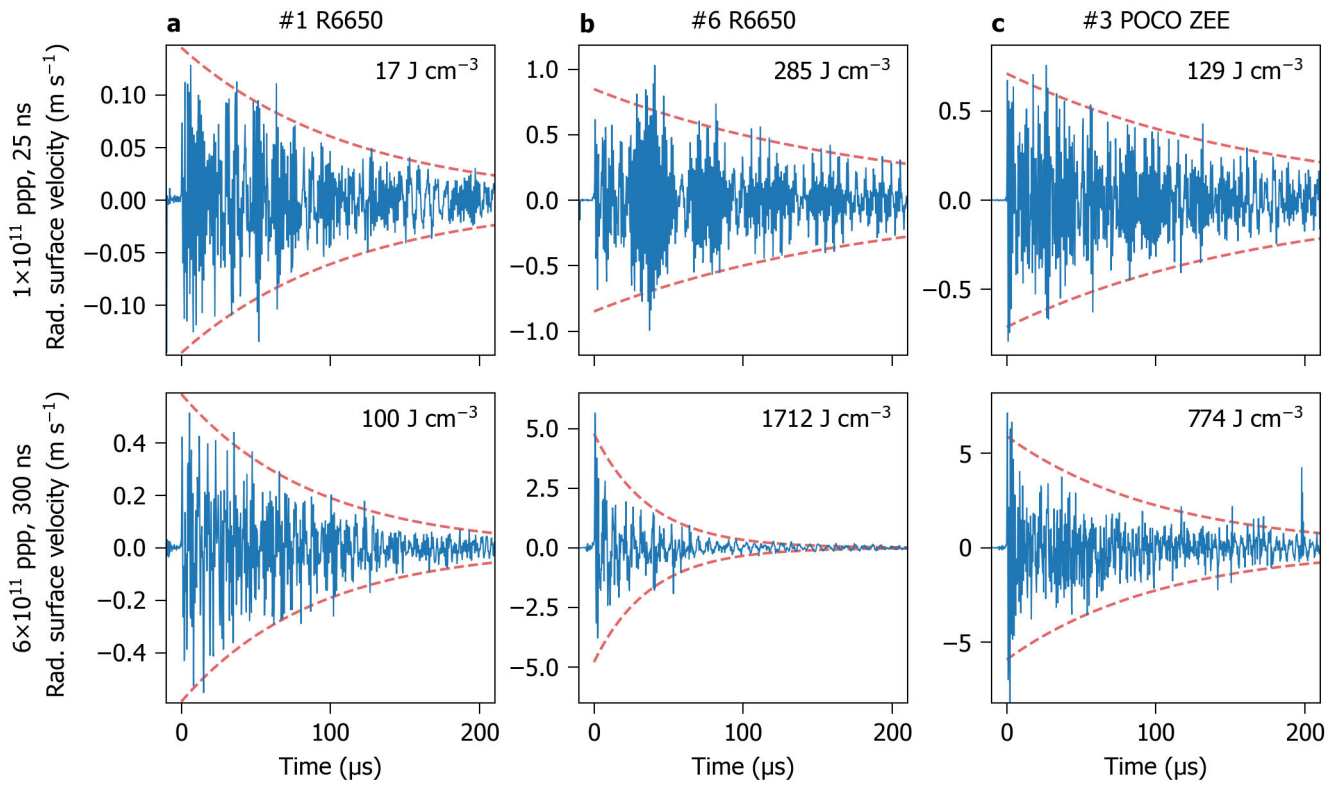 a #1 R6650
b #6 R6650
c #3 POCO ZEE
1×10¹¹ ppp, 25 ns
Rad. surface velocity (m s⁻¹)
17 J cm⁻³
0.10
0.05
0.00
−0.05
−0.10
285 J cm⁻³
1.0
0.5
0.0
−0.5
−1.0
129 J cm⁻³
0.5
0.0
−0.5
6×10¹¹ ppp, 300 ns
Rad. surface velocity (m s⁻¹)
100 J cm⁻³
0.4
0.2
0.0
−0.2
−0.4
0 100 200
Time (μs)
1712 J cm⁻³
5.0
2.5
0.0
−2.5
−5.0
0 100 200
Time (μs)
774 J cm⁻³
5
0
−5
0 100 200
Time (μs)